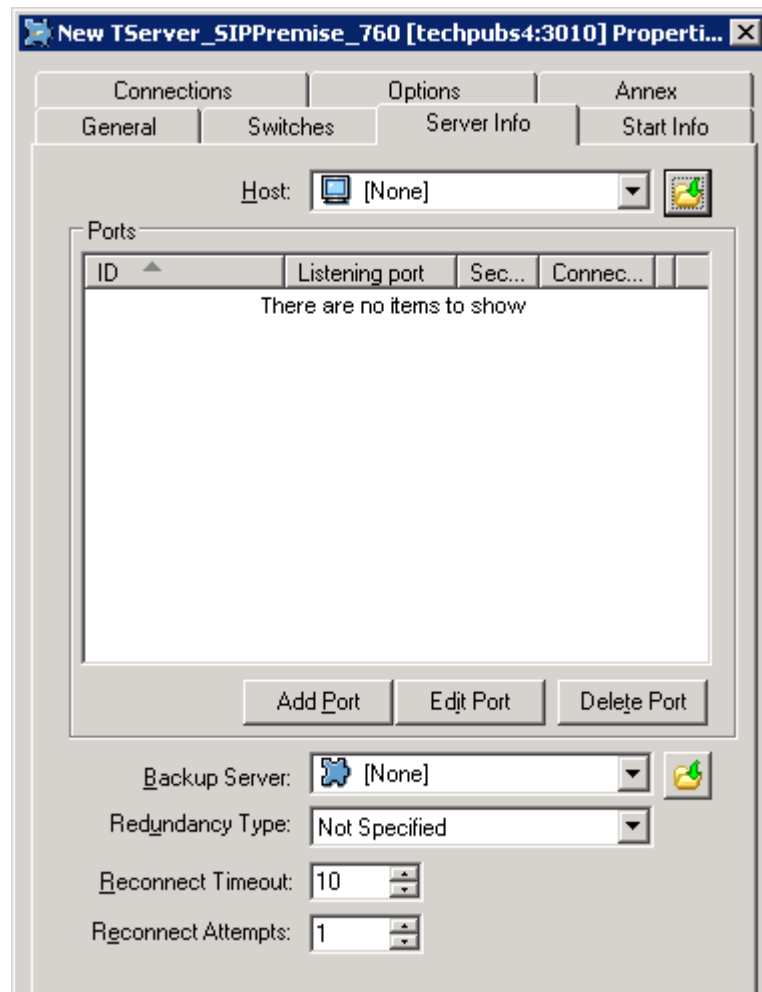 New TServer_SIPPremise_760 [techpubs4:3010] Properti...
Connections Options Annex
General Switches Server Info Start Info
Host: [None]
Ports
ID Listening port Sec... Connec...
There are no items to show
Add Port Edit Port Delete Port
Backup Server: [None]
Redundancy Type: Not Specified
Reconnect Timeout: 10
Reconnect Attempts: 1